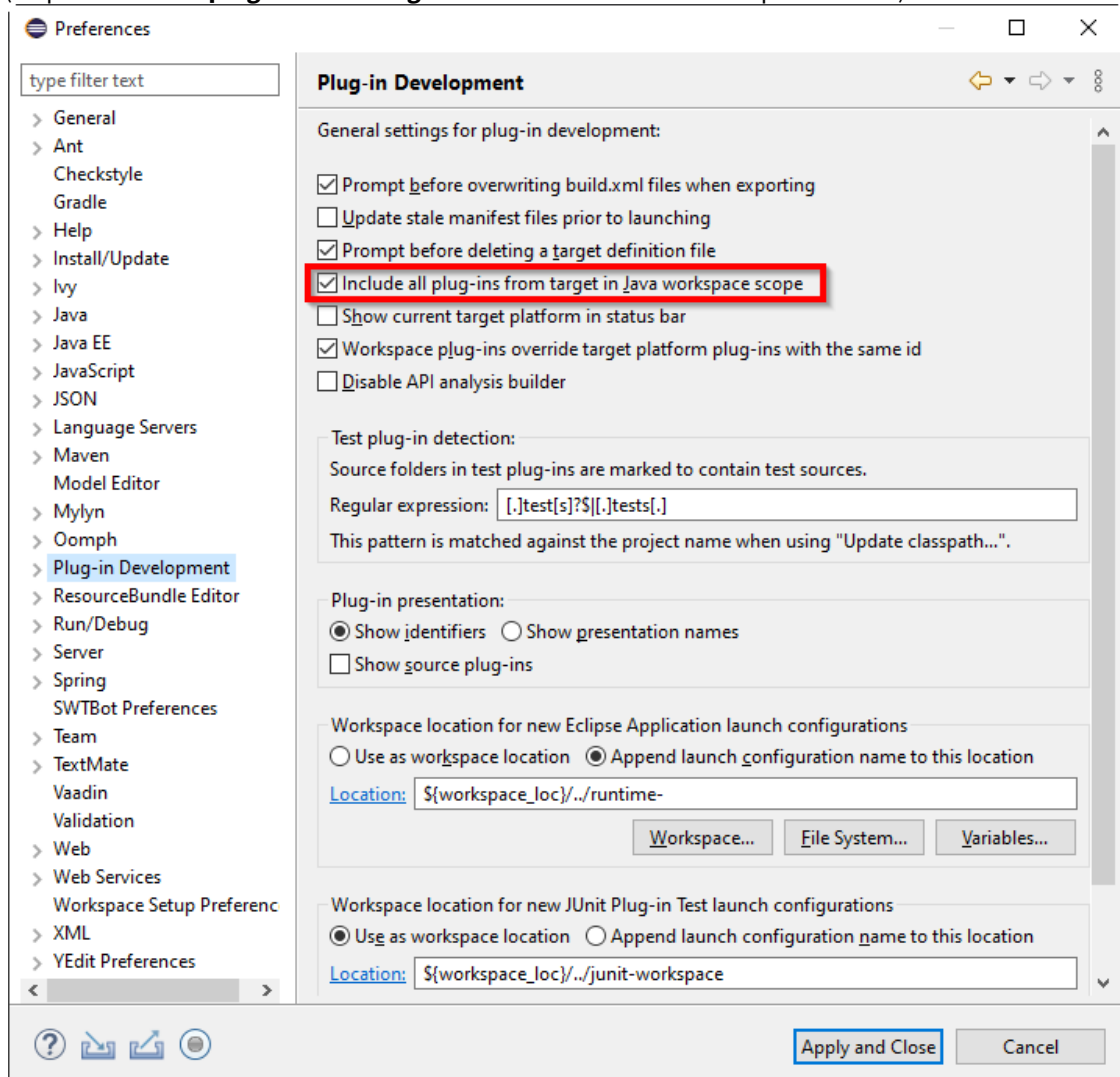 Preferences
type filter text
General
Ant
Checkstyle
Gradle
Help
Install/Update
Ivy
Java
Java EE
JavaScript
JSON
Language Servers
Maven
Model Editor
Mylyn
Oomph
Plug-in Development
ResourceBundle Editor
Run/Debug
Server
Spring
SWTBot Preferences
Team
TextMate
Vaadin
Validation
Web
Web Services
Workspace Setup Preferenc
XML
YEdit Preferences
Plug-in Development
General settings for plug-in development:
Prompt before overwriting build.xml files when exporting
Update stale manifest files prior to launching
Prompt before deleting a target definition file
Include all plug-ins from target in Java workspace scope
Show current target platform in status bar
Workspace plug-ins override target platform plug-ins with the same id
Disable API analysis builder
Test plug-in detection:
Source folders in test plug-ins are marked to contain test sources.
Regular expression: [.]test[s]?$|[.]tests[.]
This pattern is matched against the project name when using "Update classpath...".
Plug-in presentation:
Show identifiers Show presentation names
Show source plug-ins
Workspace location for new Eclipse Application launch configurations
Use as workspace location Append launch configuration name to this location
Location: ${workspace_loc}/../runtime-
Workspace... File System... Variables...
Workspace location for new JUnit Plug-in Test launch configurations
Use as workspace location Append launch configuration name to this location
Location: ${workspace_loc}/../junit-workspace
Apply and Close Cancel